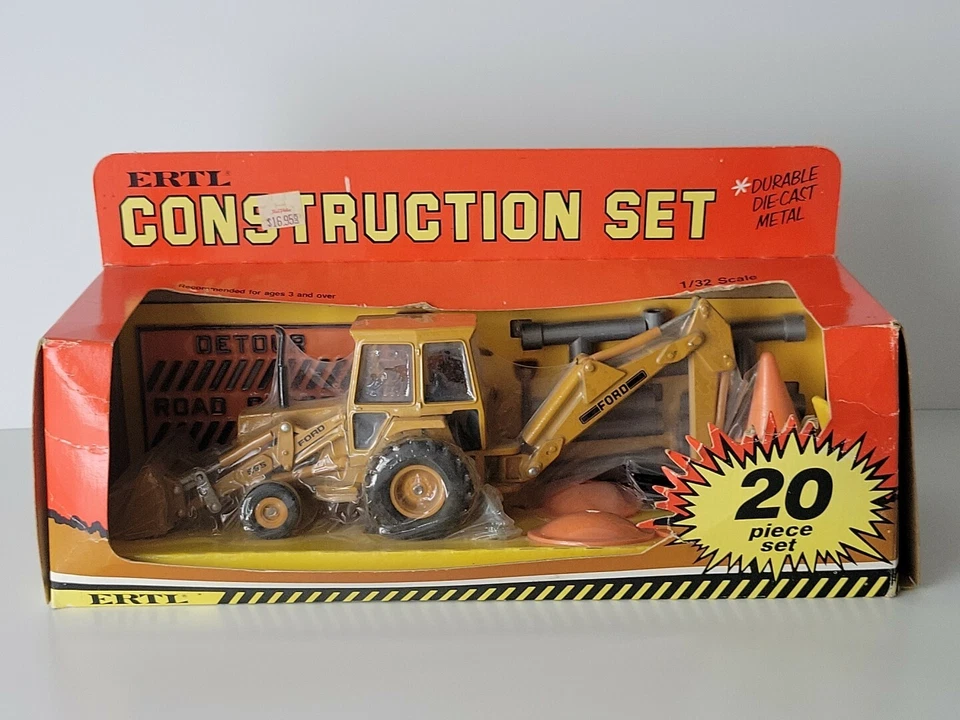 ERTL
CONSTRUCTION SET
$16.95
*DURABLE
DIE-CAST
METAL
Recommended for ages 3 and over
1/32 Scale
DETOUR
ROAD
FORD
FORD
20
piece
set
ERTL